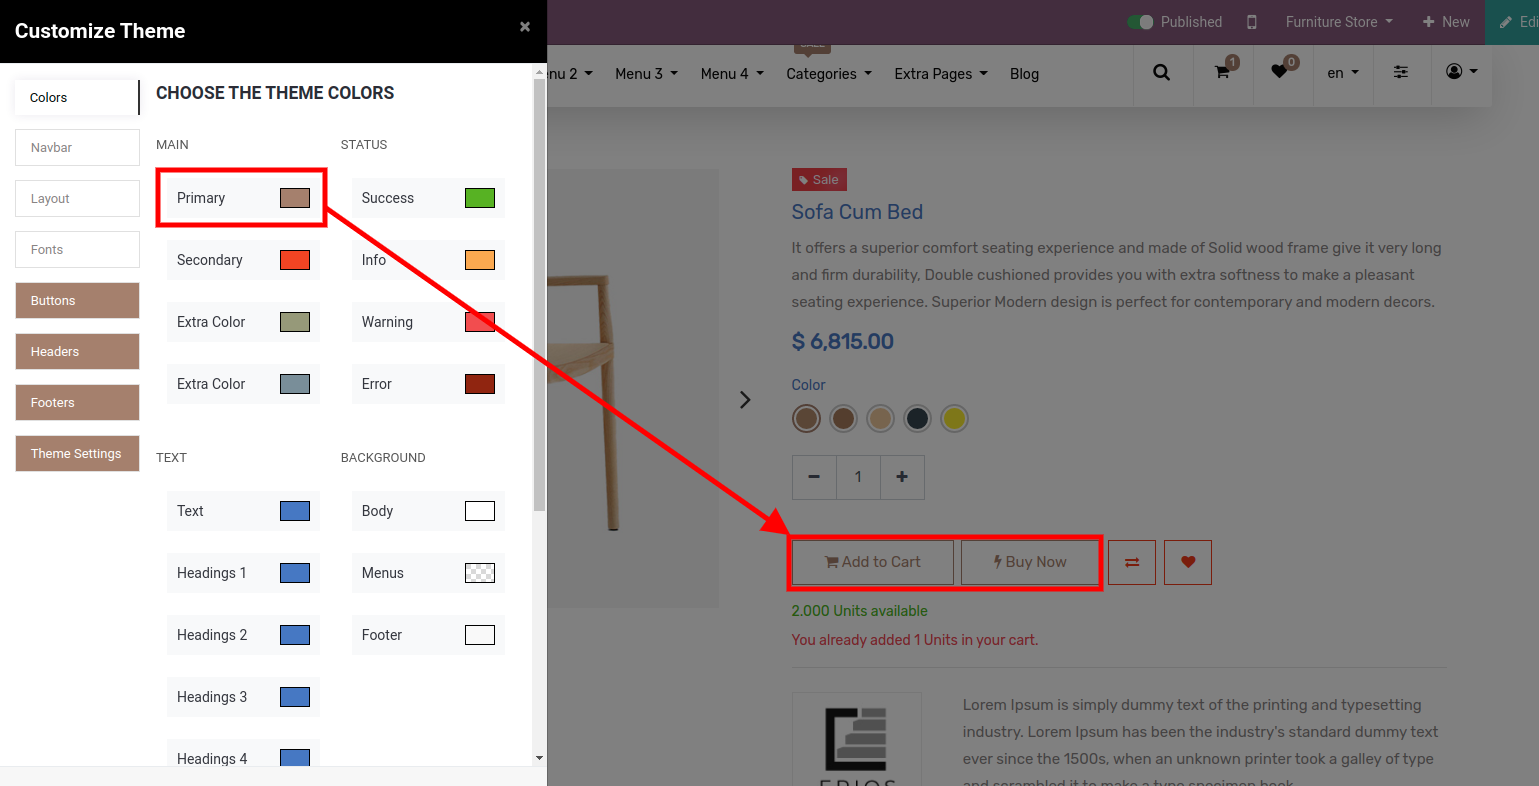 Customize Theme
×
Colors
Navbar
Layout
Fonts
Buttons
Headers
Footers
Theme Settings
CHOOSE THE THEME COLORS
MAIN
STATUS
Primary
Success
Secondary
Info
Extra Color
Warning
Extra Color
Error
TEXT
BACKGROUND
Text
Body
Headings 1
Menus
Headings 2
Footer
Headings 3
Headings 4
Published
Furniture Store
New
Menu 3
Menu 4
Categories
Extra Pages
Blog
1
0
en
Sale
Sofa Cum Bed
It offers a superior comfort seating experience and made of Solid wood frame give it very long
and firm durability, Double cushioned provides you with extra softness to make a pleasant
seating experience. Superior Modern design is perfect for contemporary and modern decors.
$ 6,815.00
Color
1
Add to Cart
Buy Now
2.000 Units available
You already added 1 Units in your cart.
Lorem Ipsum is simply dummy text of the printing and typesetting
industry. Lorem Ipsum has been the industry's standard dummy text
ever since the 1500s, when an unknown printer took a galley of type
and scrambled it to make a type specimen book.